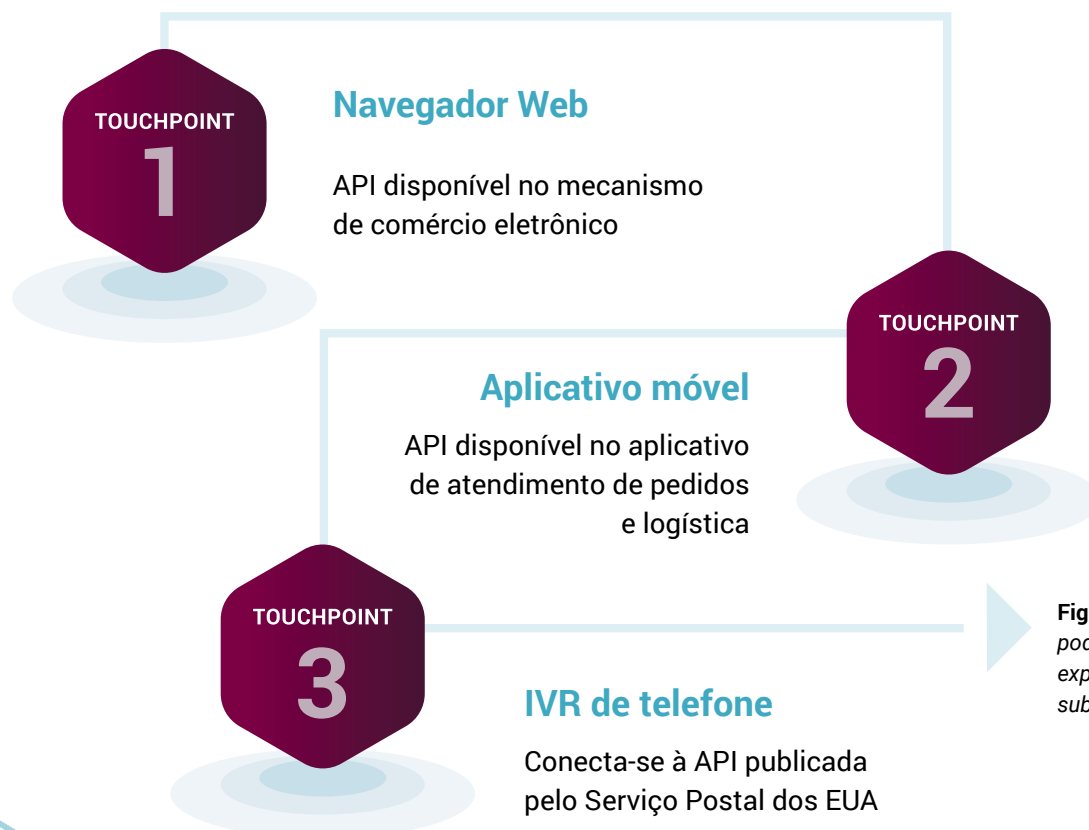 TOUCHPOINT
1
Navegador Web
API disponível no mecanismo
de comércio eletrônico
TOUCHPOINT
2
Aplicativo móvel
API disponível no aplicativo
de atendimento de pedidos
e logística
TOUCHPOINT
3
IVR de telefone
Conecta-se à API publicada
pelo Serviço Postal dos EUA
Fig